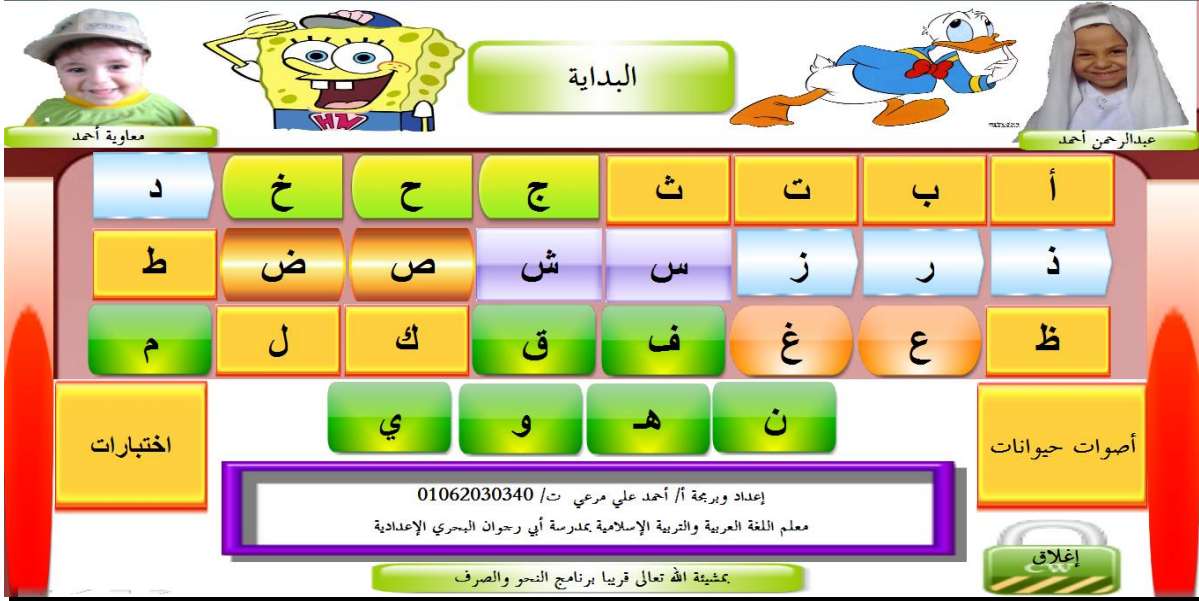 البداية
معاوية أحمد
عبدالرحمن أحمد
أ ب ت ث ج ح خ د
ذ ر ز س ش ص ض ط
ظ ع غ ف ق ك ل م
ن هـ و ي
أصوات حيوانات
اختبارات
إعداد وبرمجة أ/ أحمد علي مرعي ت/ 01062030340
معلم اللغة العربية والتربية الإسلامية بمدرسة أبي رجوان البحري الإعدادية
إغلاق
بمشيئة الله تعالى قريبا برنامج النحو والصرف